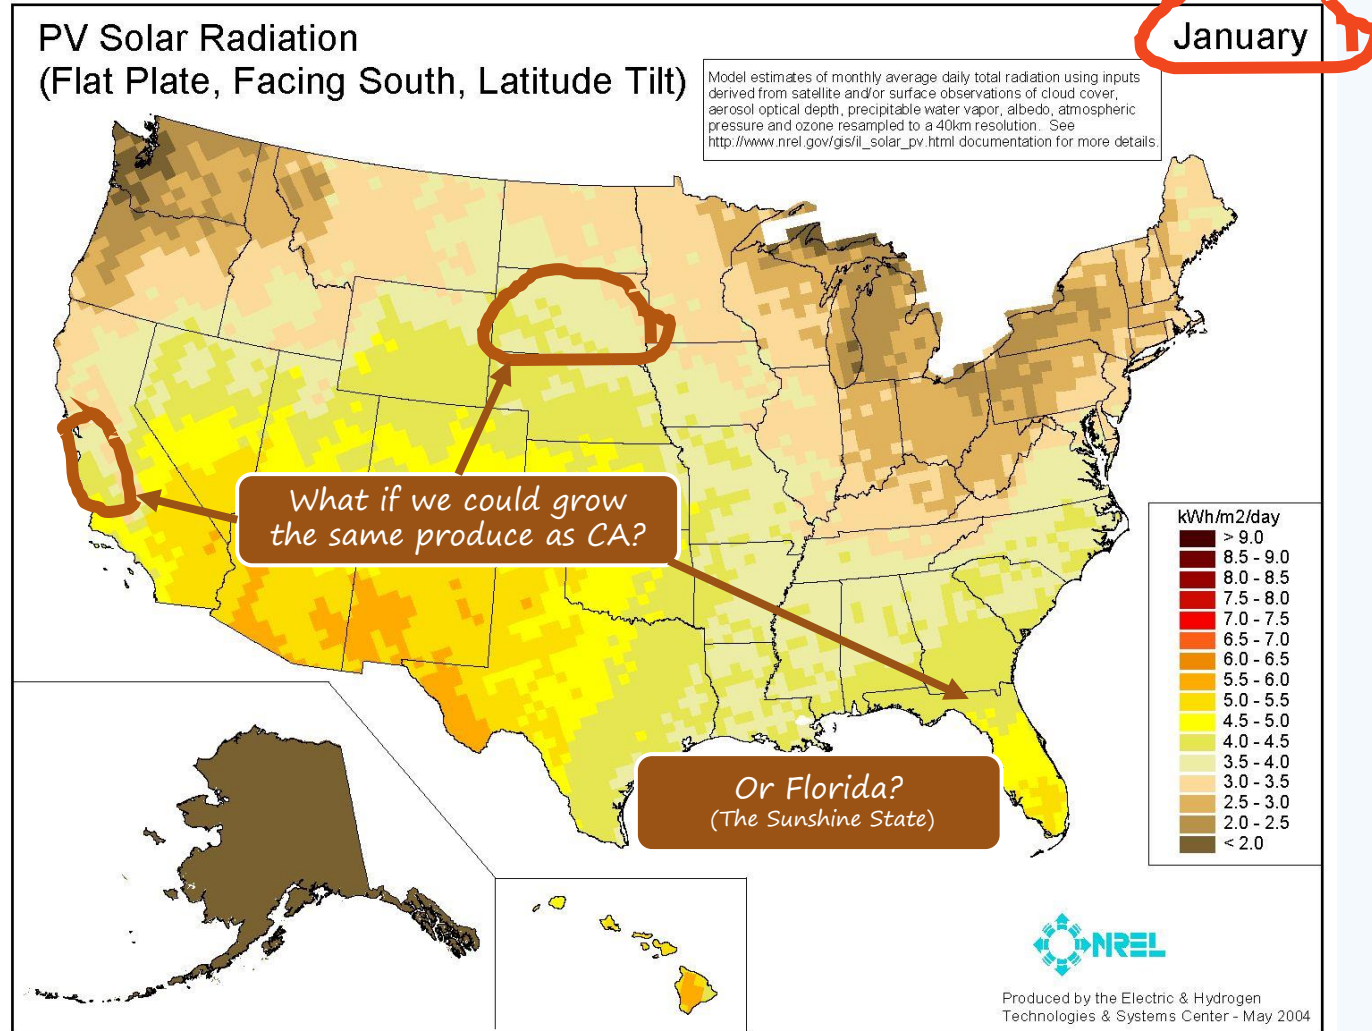 PV Solar Radiation
(Flat Plate, Facing South, Latitude Tilt)
January
Model estimates of monthly average daily total radiation using inputs
derived from satellite and/or surface observations of cloud cover,
aerosol optical depth, precipitable water vapor, albedo, atmospheric
pressure and ozone resampled to a 40km resolution. See
http://www.nrel.gov/gis/il_solar_pv.html documentation for more details.
What if we could grow
the same produce as CA?
Or Florida?
(The Sunshine State)
kWh/m2/day
> 9.0
8.5 - 9.0
8.0 - 8.5
7.5 - 8.0
7.0 - 7.5
6.5 - 7.0
6.0 - 6.5
5.5 - 6.0
5.0 - 5.5
4.5 - 5.0
4.0 - 4.5
3.5 - 4.0
3.0 - 3.5
2.5 - 3.0
2.0 - 2.5
< 2.0
NREL
Produced by the Electric & Hydrogen
Technologies & Systems Center - May 2004